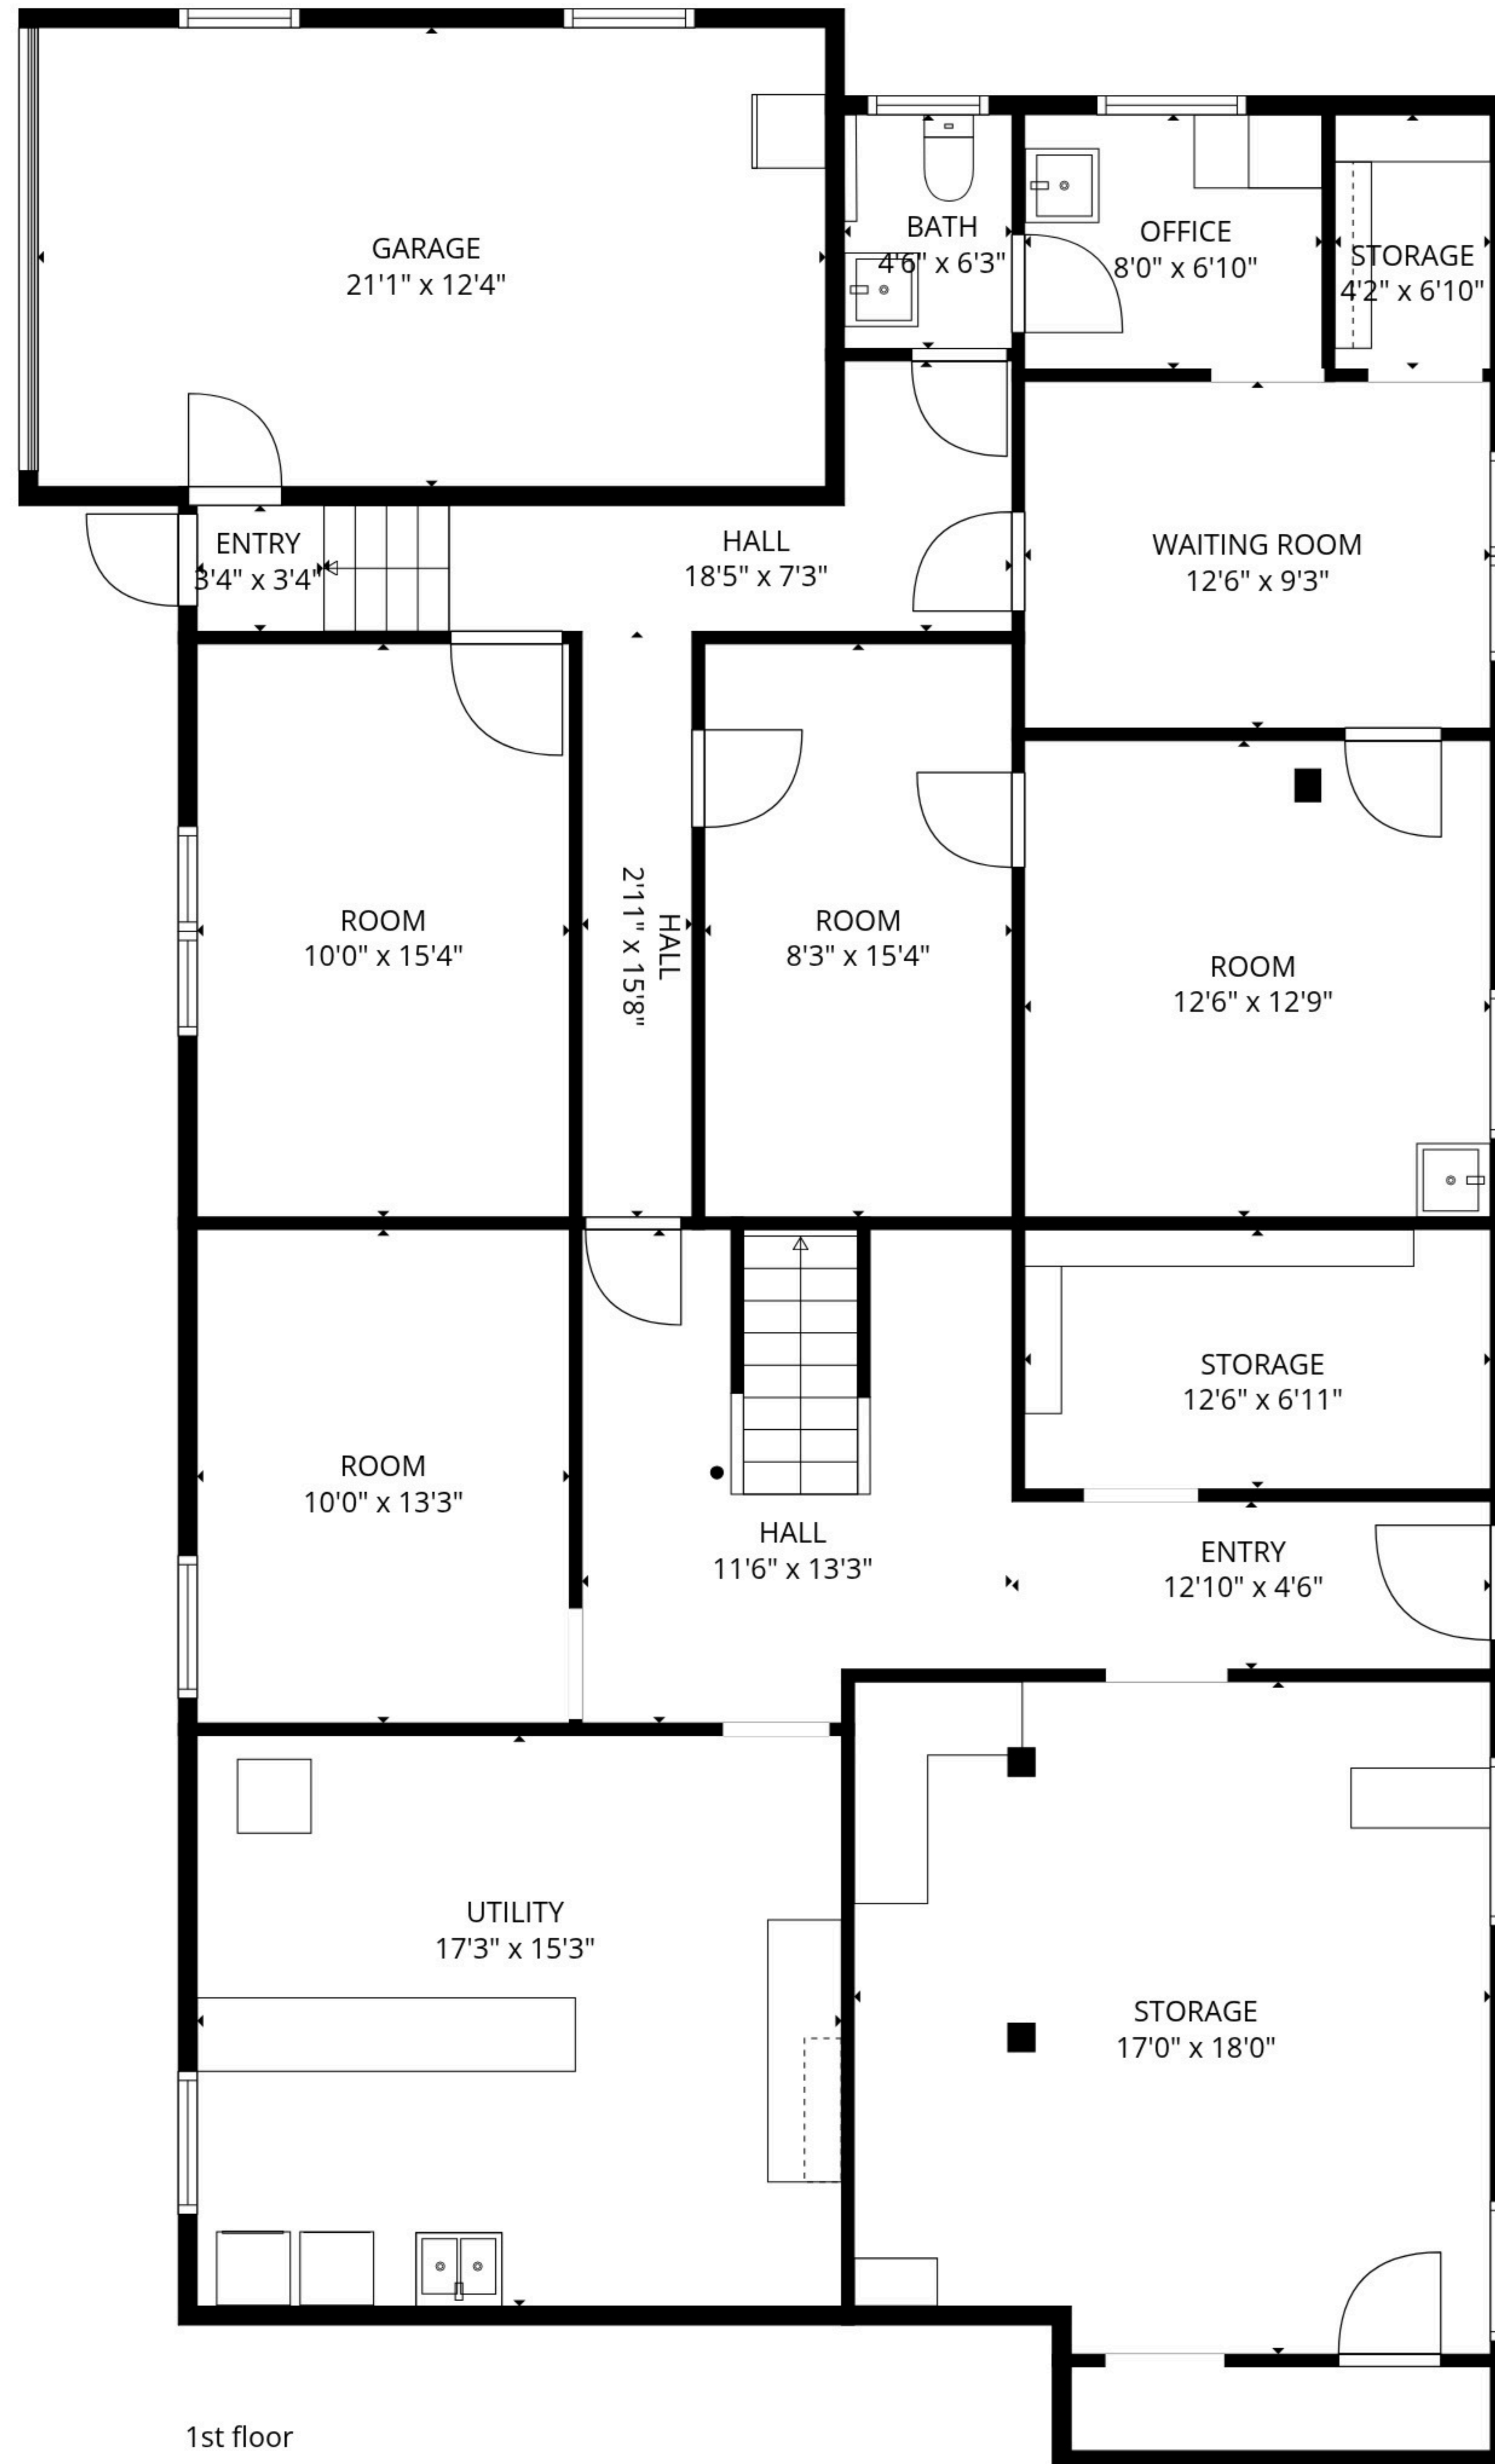 GARAGE
21'1" x 12'4"
BATH
4'6" x 6'3"
OFFICE
8'0" x 6'10"
STORAGE
4'2" x 6'10"
ENTRY
3'4" x 3'4"
HALL
18'5" x 7'3"
WAITING ROOM
12'6" x 9'3"
ROOM
10'0" x 15'4"
HALL
2'11" x 15'8"
ROOM
8'3" x 15'4"
ROOM
12'6" x 12'9"
STORAGE
12'6" x 6'11"
ROOM
10'0" x 13'3"
HALL
11'6" x 13'3"
ENTRY
12'10" x 4'6"
UTILITY
17'3" x 15'3"
STORAGE
17'0" x 18'0"
1st floor